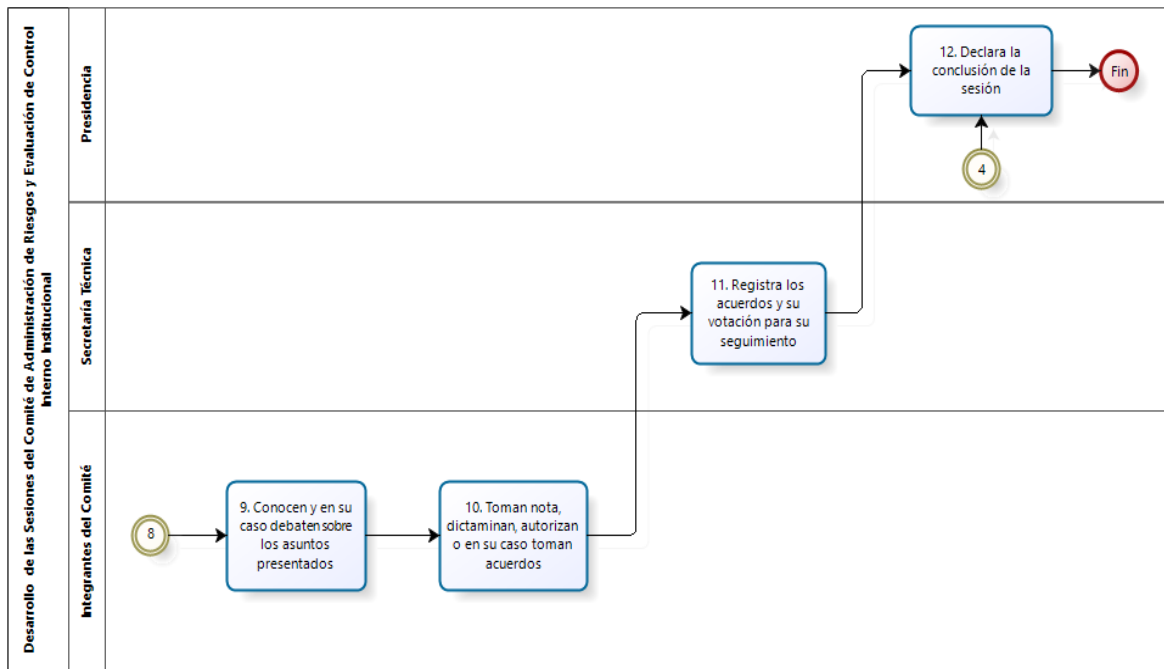 Desarrollo de las Sesiones del Comité de Administración de Riesgos y Evaluación de Control
Interno Institucional
Presidencia
12. Declara la
conclusión de la
sesión
Fin
4
Secretaría Técnica
11. Registra los
acuerdos y su
votación para su
seguimiento
Integrantes del Comité
8
9. Conocen y en su
caso debaten sobre
los asuntos
presentados
10. Toman nota,
dictaminan, autorizan
o en su caso toman
acuerdos